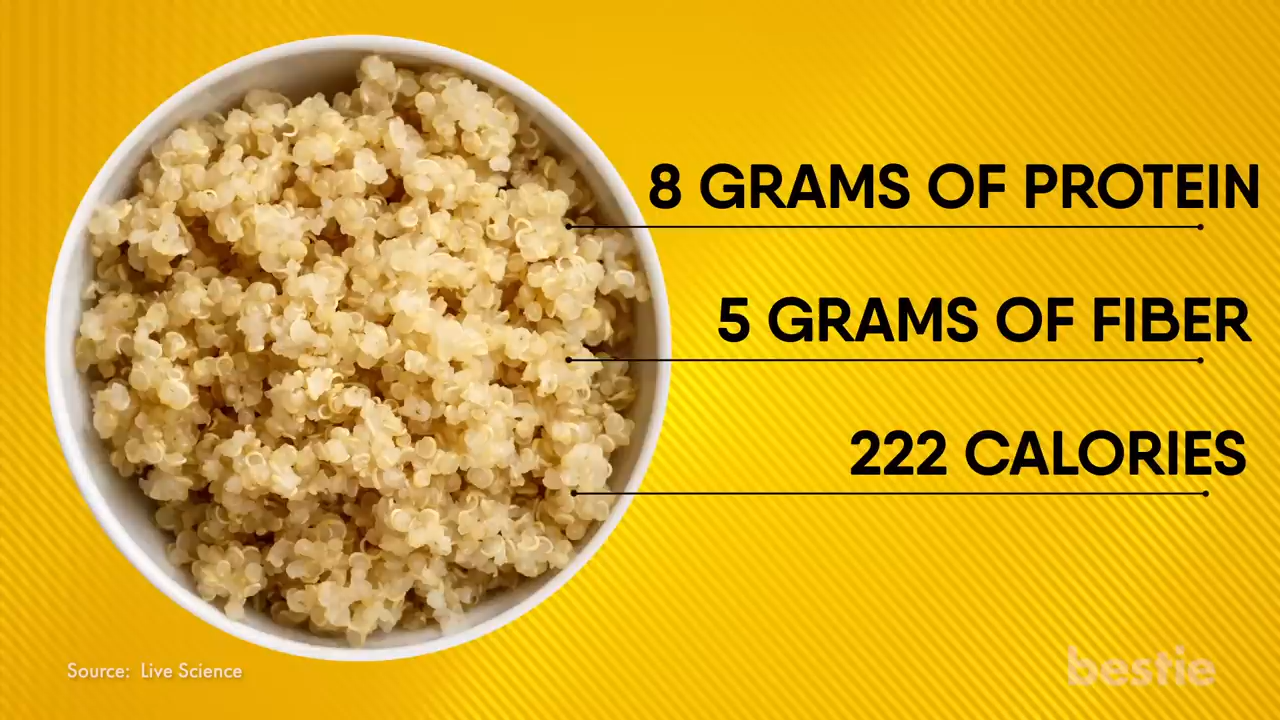 8 GRAMS OF PROTEIN
5 GRAMS OF FIBER
222 CALORIES
Source: Live Science
bestie